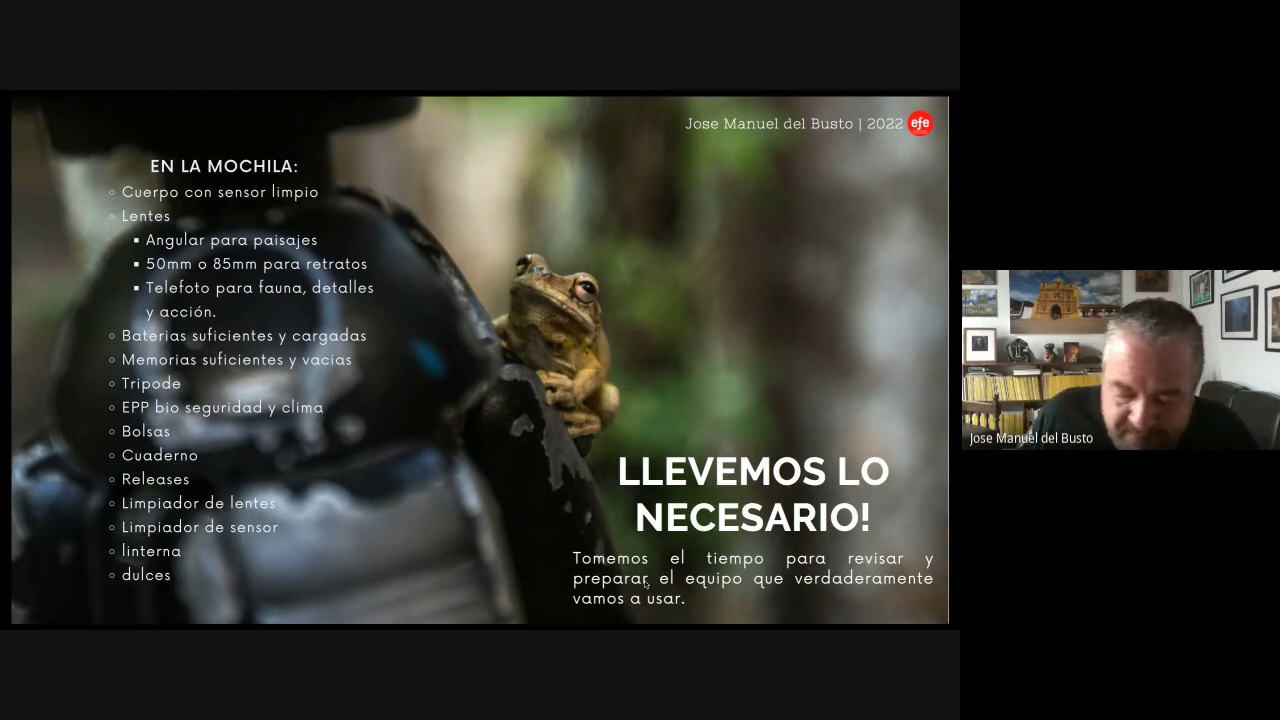 Jose Manuel del Busto | 2022 efe
EN LA MOCHILA:
Cuerpo con sensor limpio
Lentes
Angular para paisajes
50mm o 85mm para retratos
Telefoto para fauna, detalles
y acción.
Baterias suficientes y cargadas
Memorias suficientes y vacias
Tripode
EPP bio seguridad y clima
Bolsas
Cuaderno
Releases
Limpiador de lentes
Limpiador de sensor
linterna
dulces
LLEVEMOS LO
NECESARIO!
Tomemos el tiempo para revisar y
preparar el equipo que verdaderamente
vamos a usar.
Jose Manuel del Busto